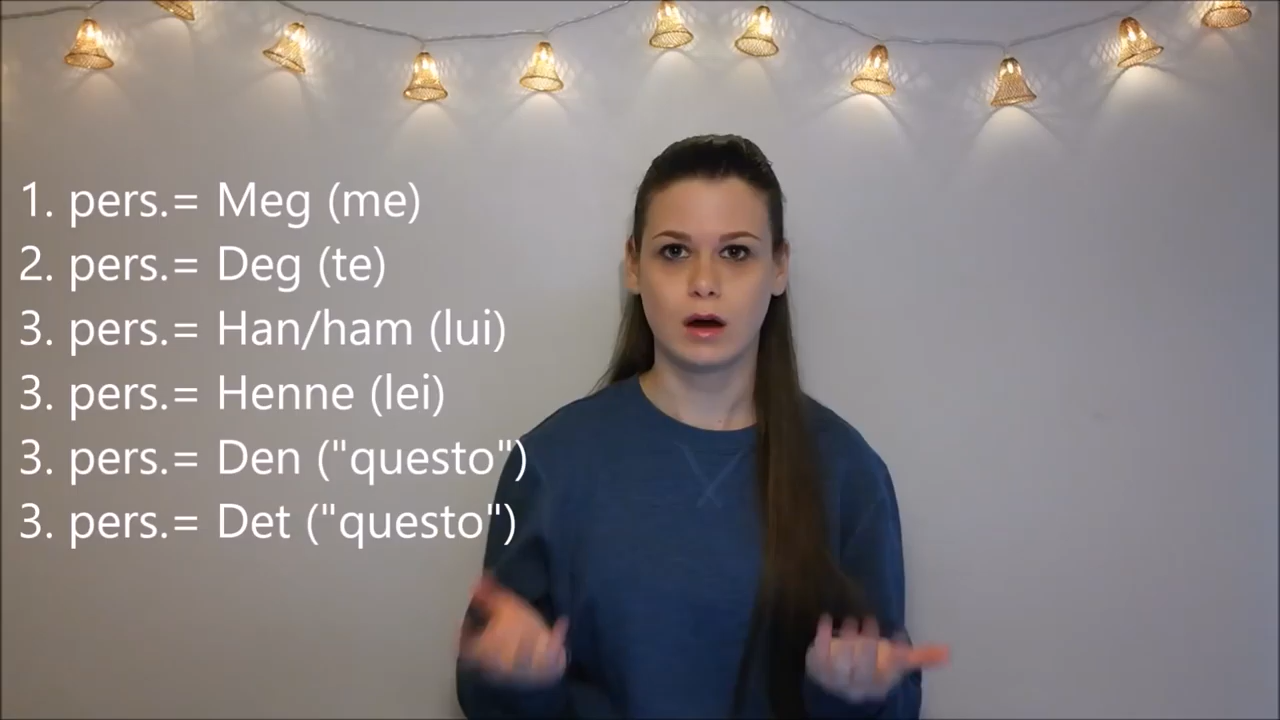 1. pers.= Meg (me)
2. pers.= Deg (te)
3. pers.= Han/ham (lui)
3. pers.= Henne (lei)
3. pers.= Den ("questo")
3. pers.= Det ("questo")